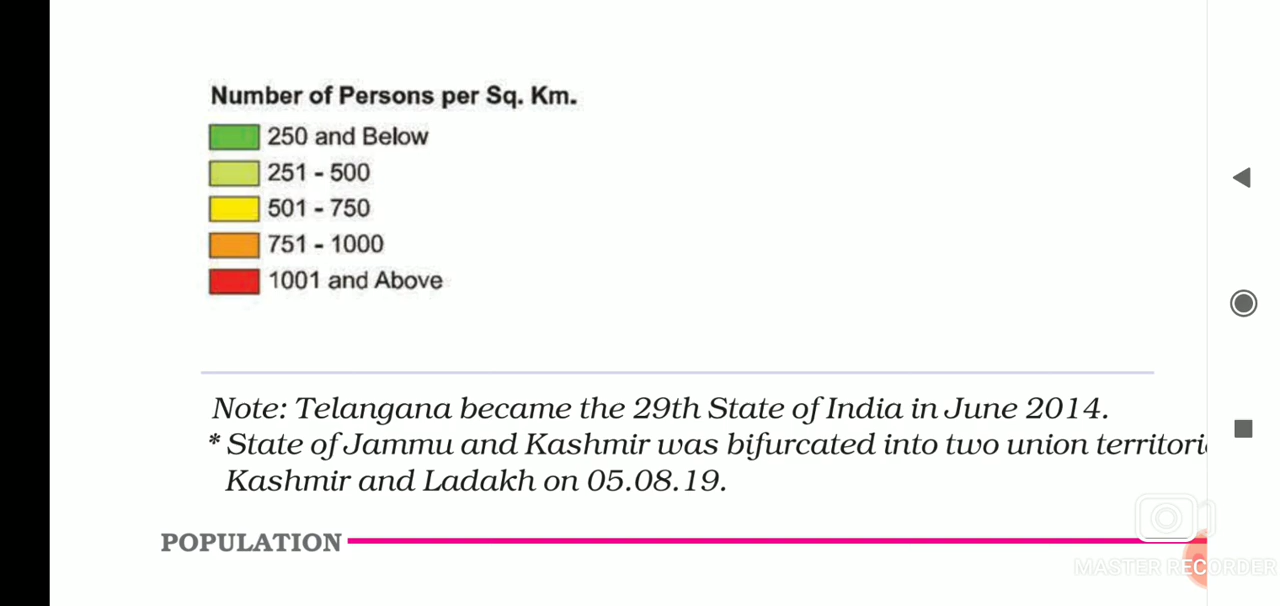 Number of Persons per Sq. Km.
250 and Below
251 - 500
501 - 750
751 - 1000
1001 and Above
Note: Telangana became the 29th State of India in June 2014.
* State of Jammu and Kashmir was bifurcated into two union territori
Kashmir and Ladakh on 05.08.19.
POPULATION
MASTER RECORDER